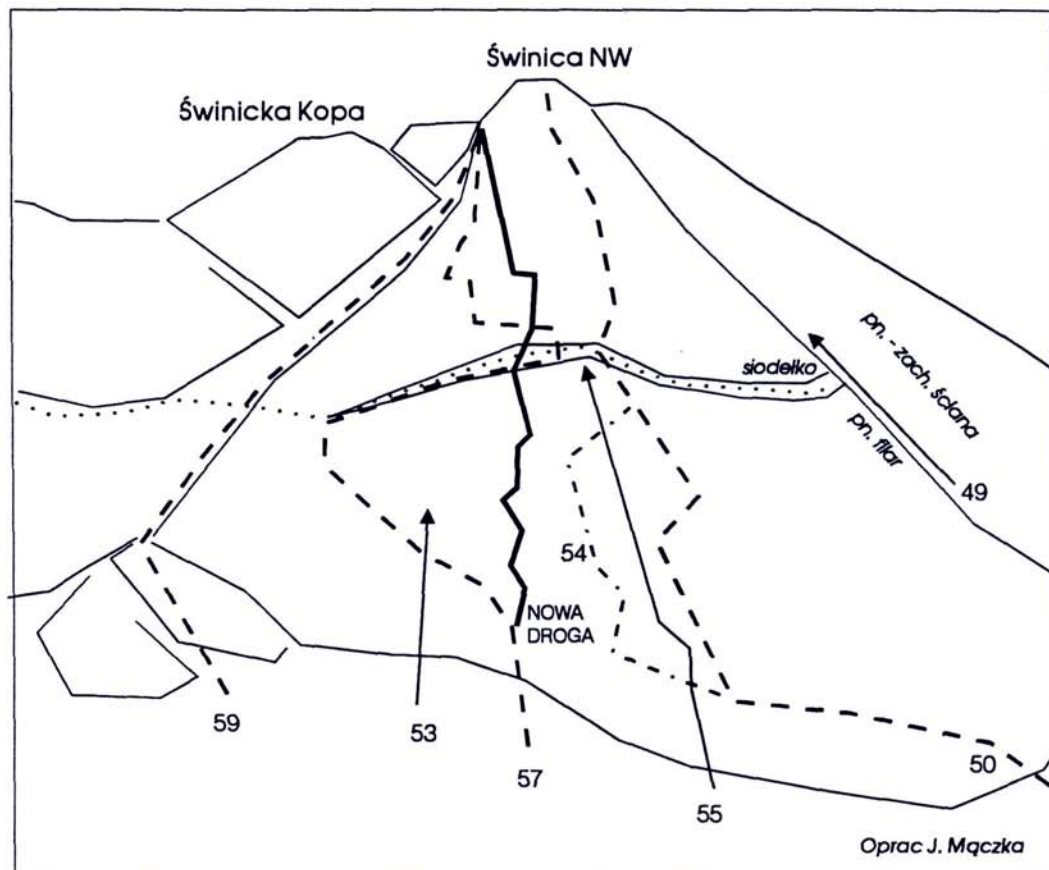 Świnica NW
Świnicka Kopa
pn. - zach. ściana
siodełko
pn. filar
49
54
NOWA
DROGA
59
53
57
50
55
Oprac J. Mączka